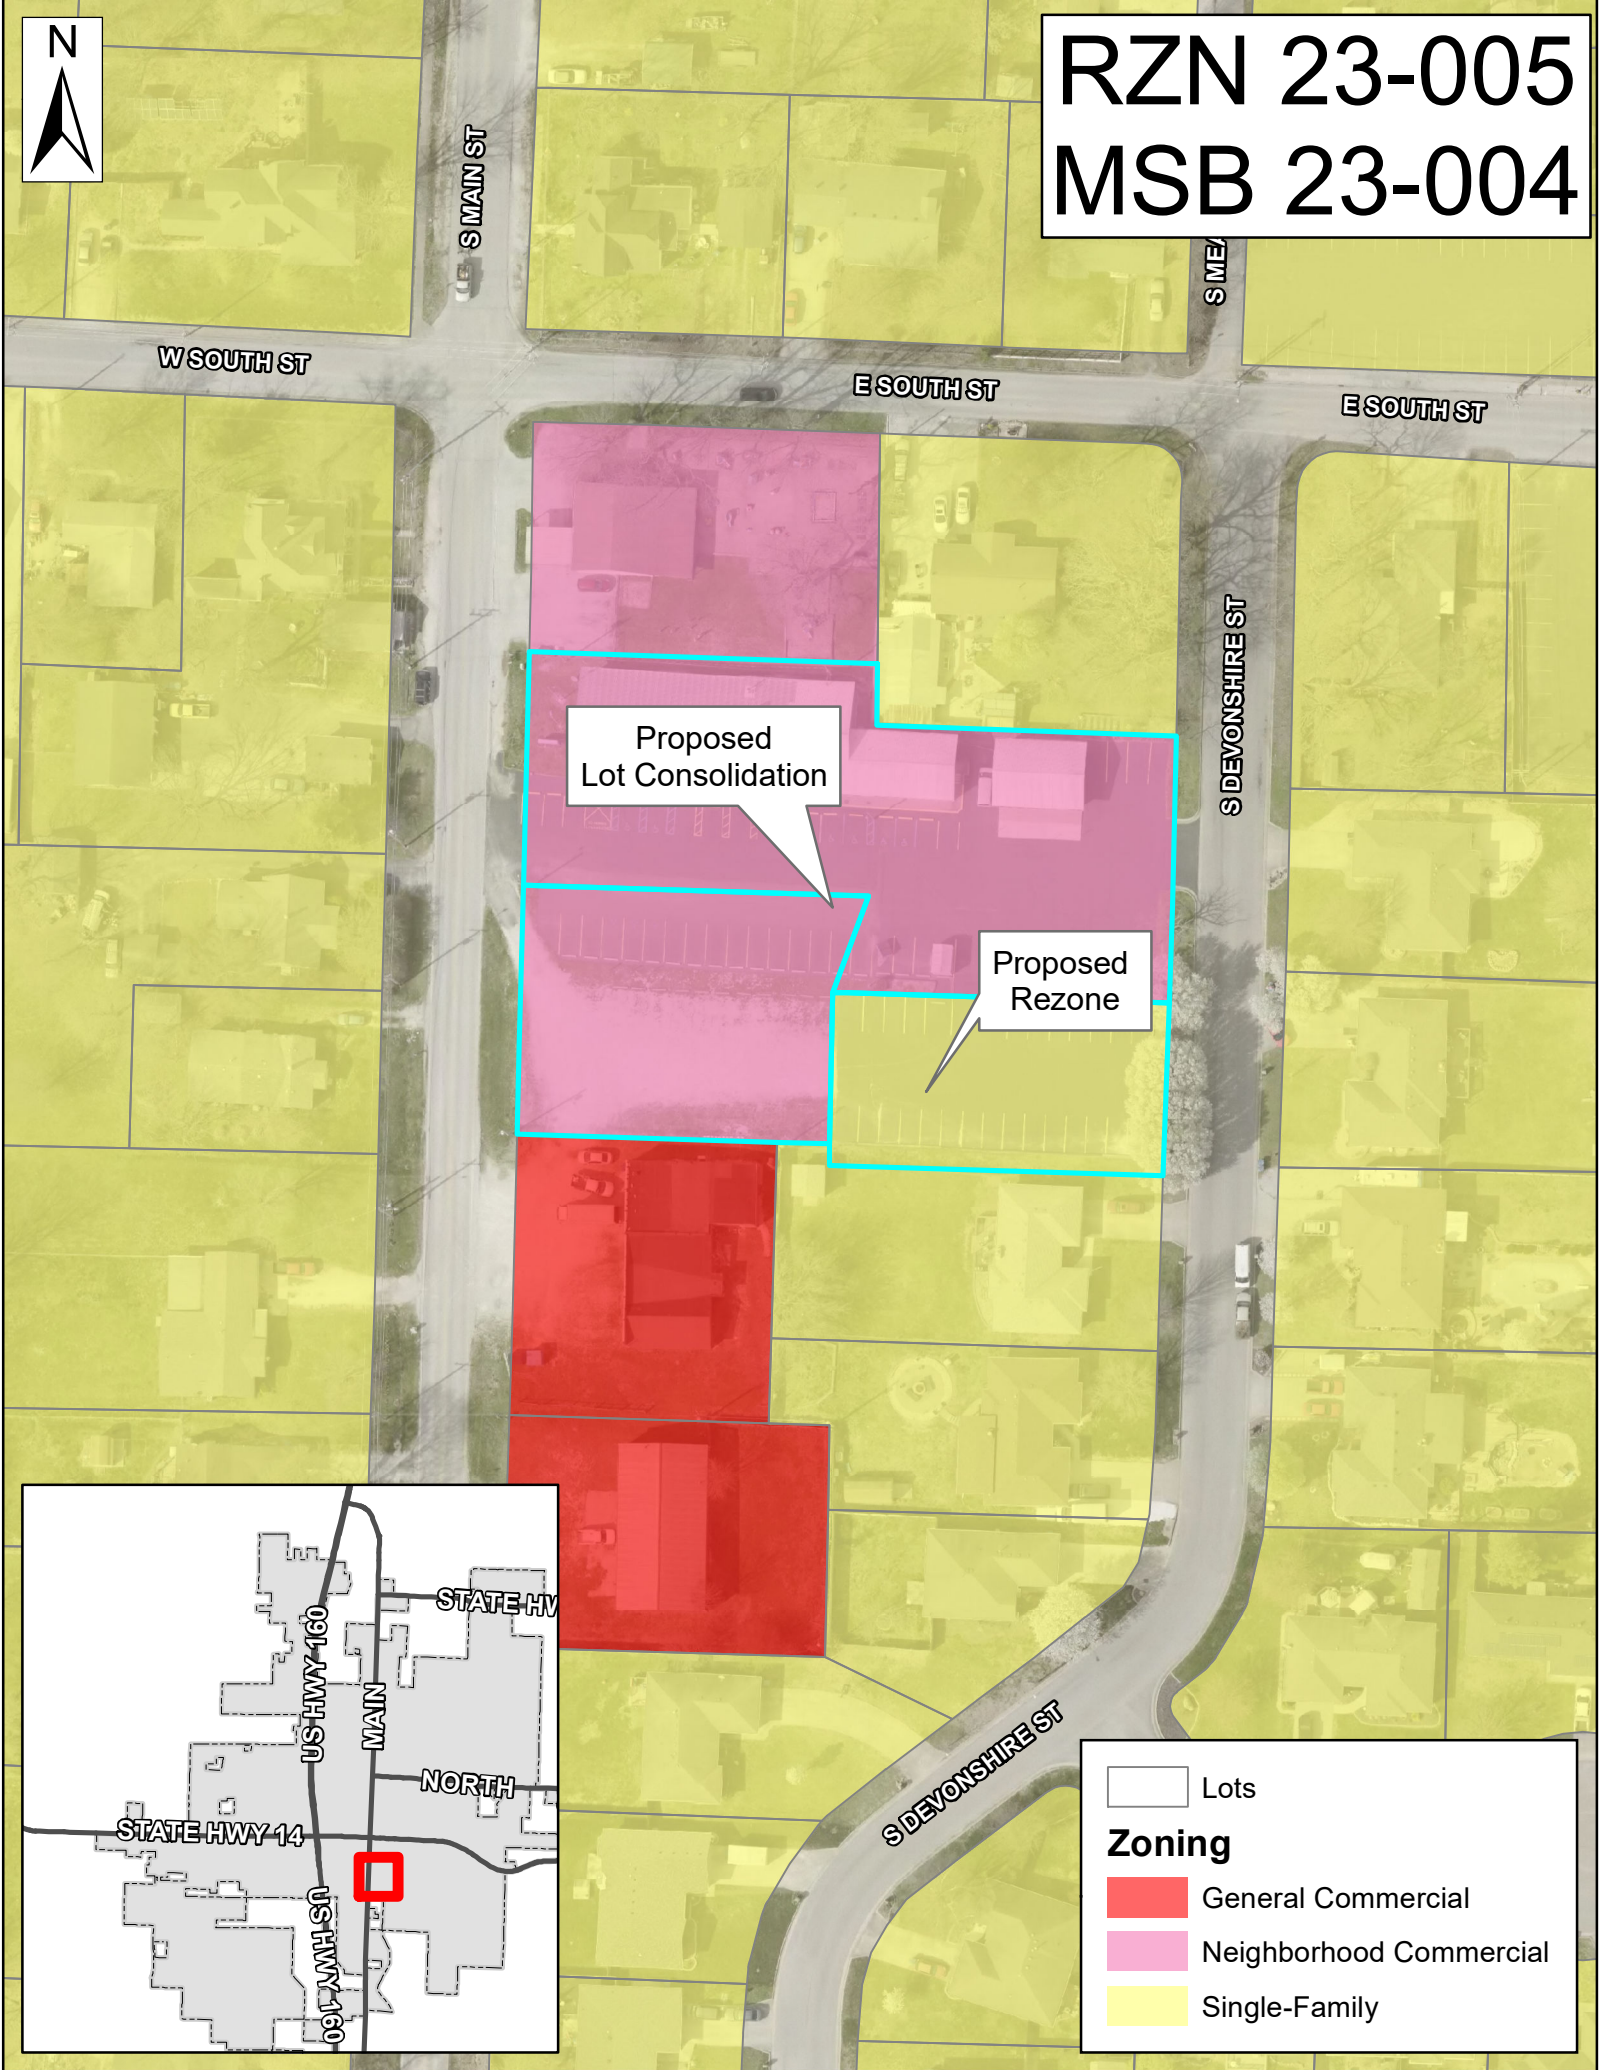 N
RZN 23-005
MSB 23-004
S MAIN ST
S MEA
W SOUTH ST
E SOUTH ST
E SOUTH ST
S DEVONSHIRE ST
Proposed
Lot Consolidation
Proposed
Rezone
STATE HW
US HWY 160
MAIN
NORTH
STATE HWY 14
US HWY 160
S DEVONSHIRE ST
Lots
Zoning
General Commercial
Neighborhood Commercial
Single-Family